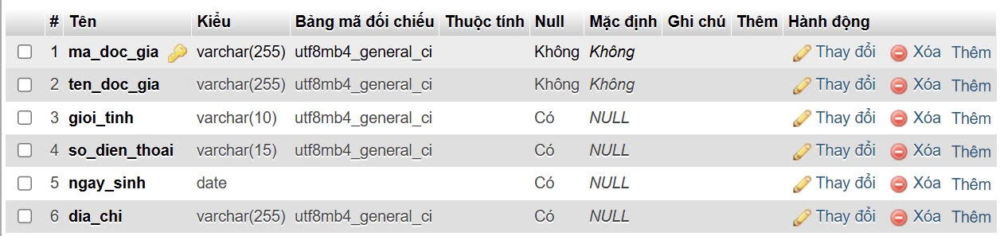 # Tên Kiểu Bảng mã đối chiếu Thuộc tính Null Mặc định Ghi chú Thêm Hành động
1 ma_doc_gia varchar(255) utf8mb4_general_ci Không Không Thay đổi Xóa Thêm
2 ten_doc_gia varchar(255) utf8mb4_general_ci Không Không Thay đổi Xóa Thêm
3 gioi_tinh varchar(10) utf8mb4_general_ci Có NULL Thay đổi Xóa Thêm
4 so_dien_thoai varchar(15) utf8mb4_general_ci Có NULL Thay đổi Xóa Thêm
5 ngay_sinh date Có NULL Thay đổi Xóa Thêm
6 dia_chi varchar(255) utf8mb4_general_ci Có NULL Thay đổi Xóa Thêm